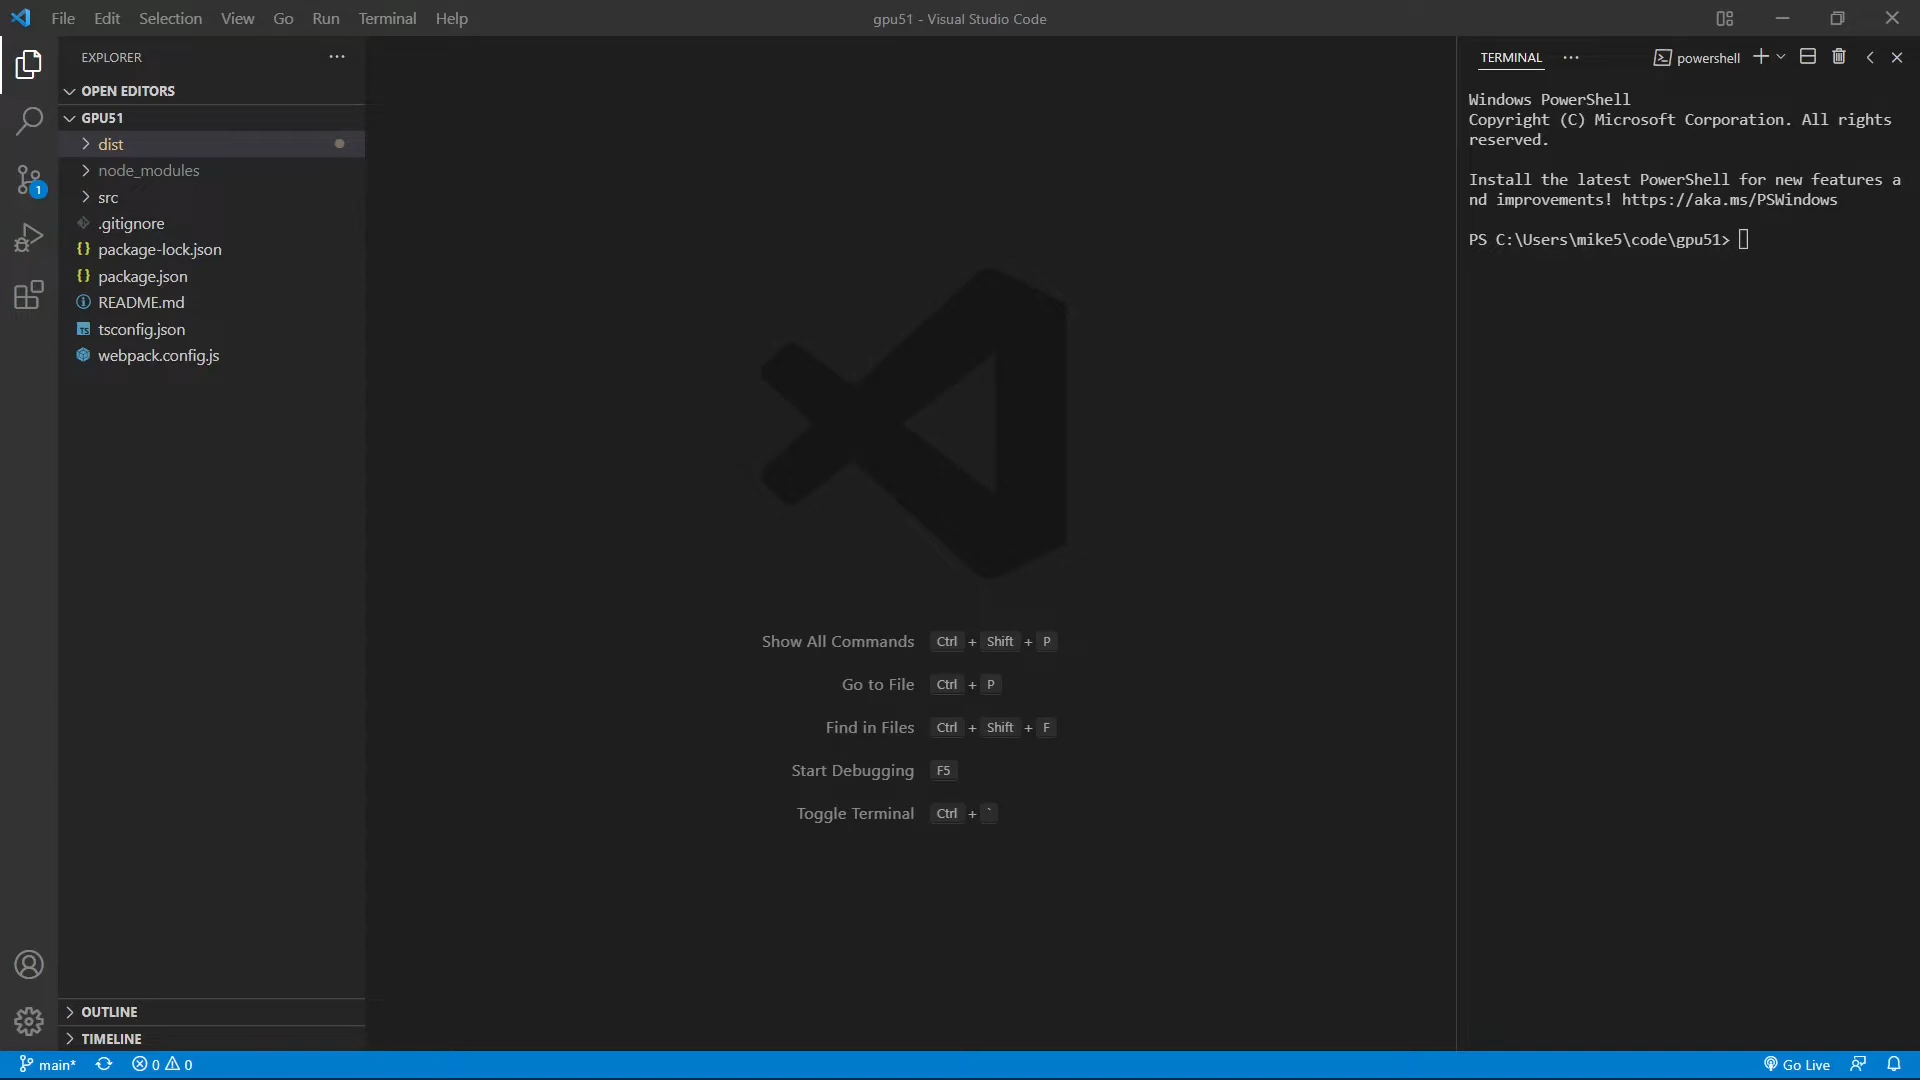 File Edit Selection View Go Run Terminal Help
gpu51 - Visual Studio Code
EXPLORER
OPEN EDITORS
GPU51
dist
node_modules
src
.gitignore
package-lock.json
package.json
README.md
tsconfig.json
webpack.config.js
OUTLINE
TIMELINE
1
Show All Commands Ctrl + Shift + P
Go to File Ctrl + P
Find in Files Ctrl + Shift + F
Start Debugging F5
Toggle Terminal Ctrl + `
TERMINAL
powershell
Windows PowerShell
Copyright (C) Microsoft Corporation. All rights
reserved.
Install the latest PowerShell for new features a
nd improvements! https://aka.ms/PSWindows
PS C:\Users\mike5\code\gpu51>
main* 0 0
Go Live